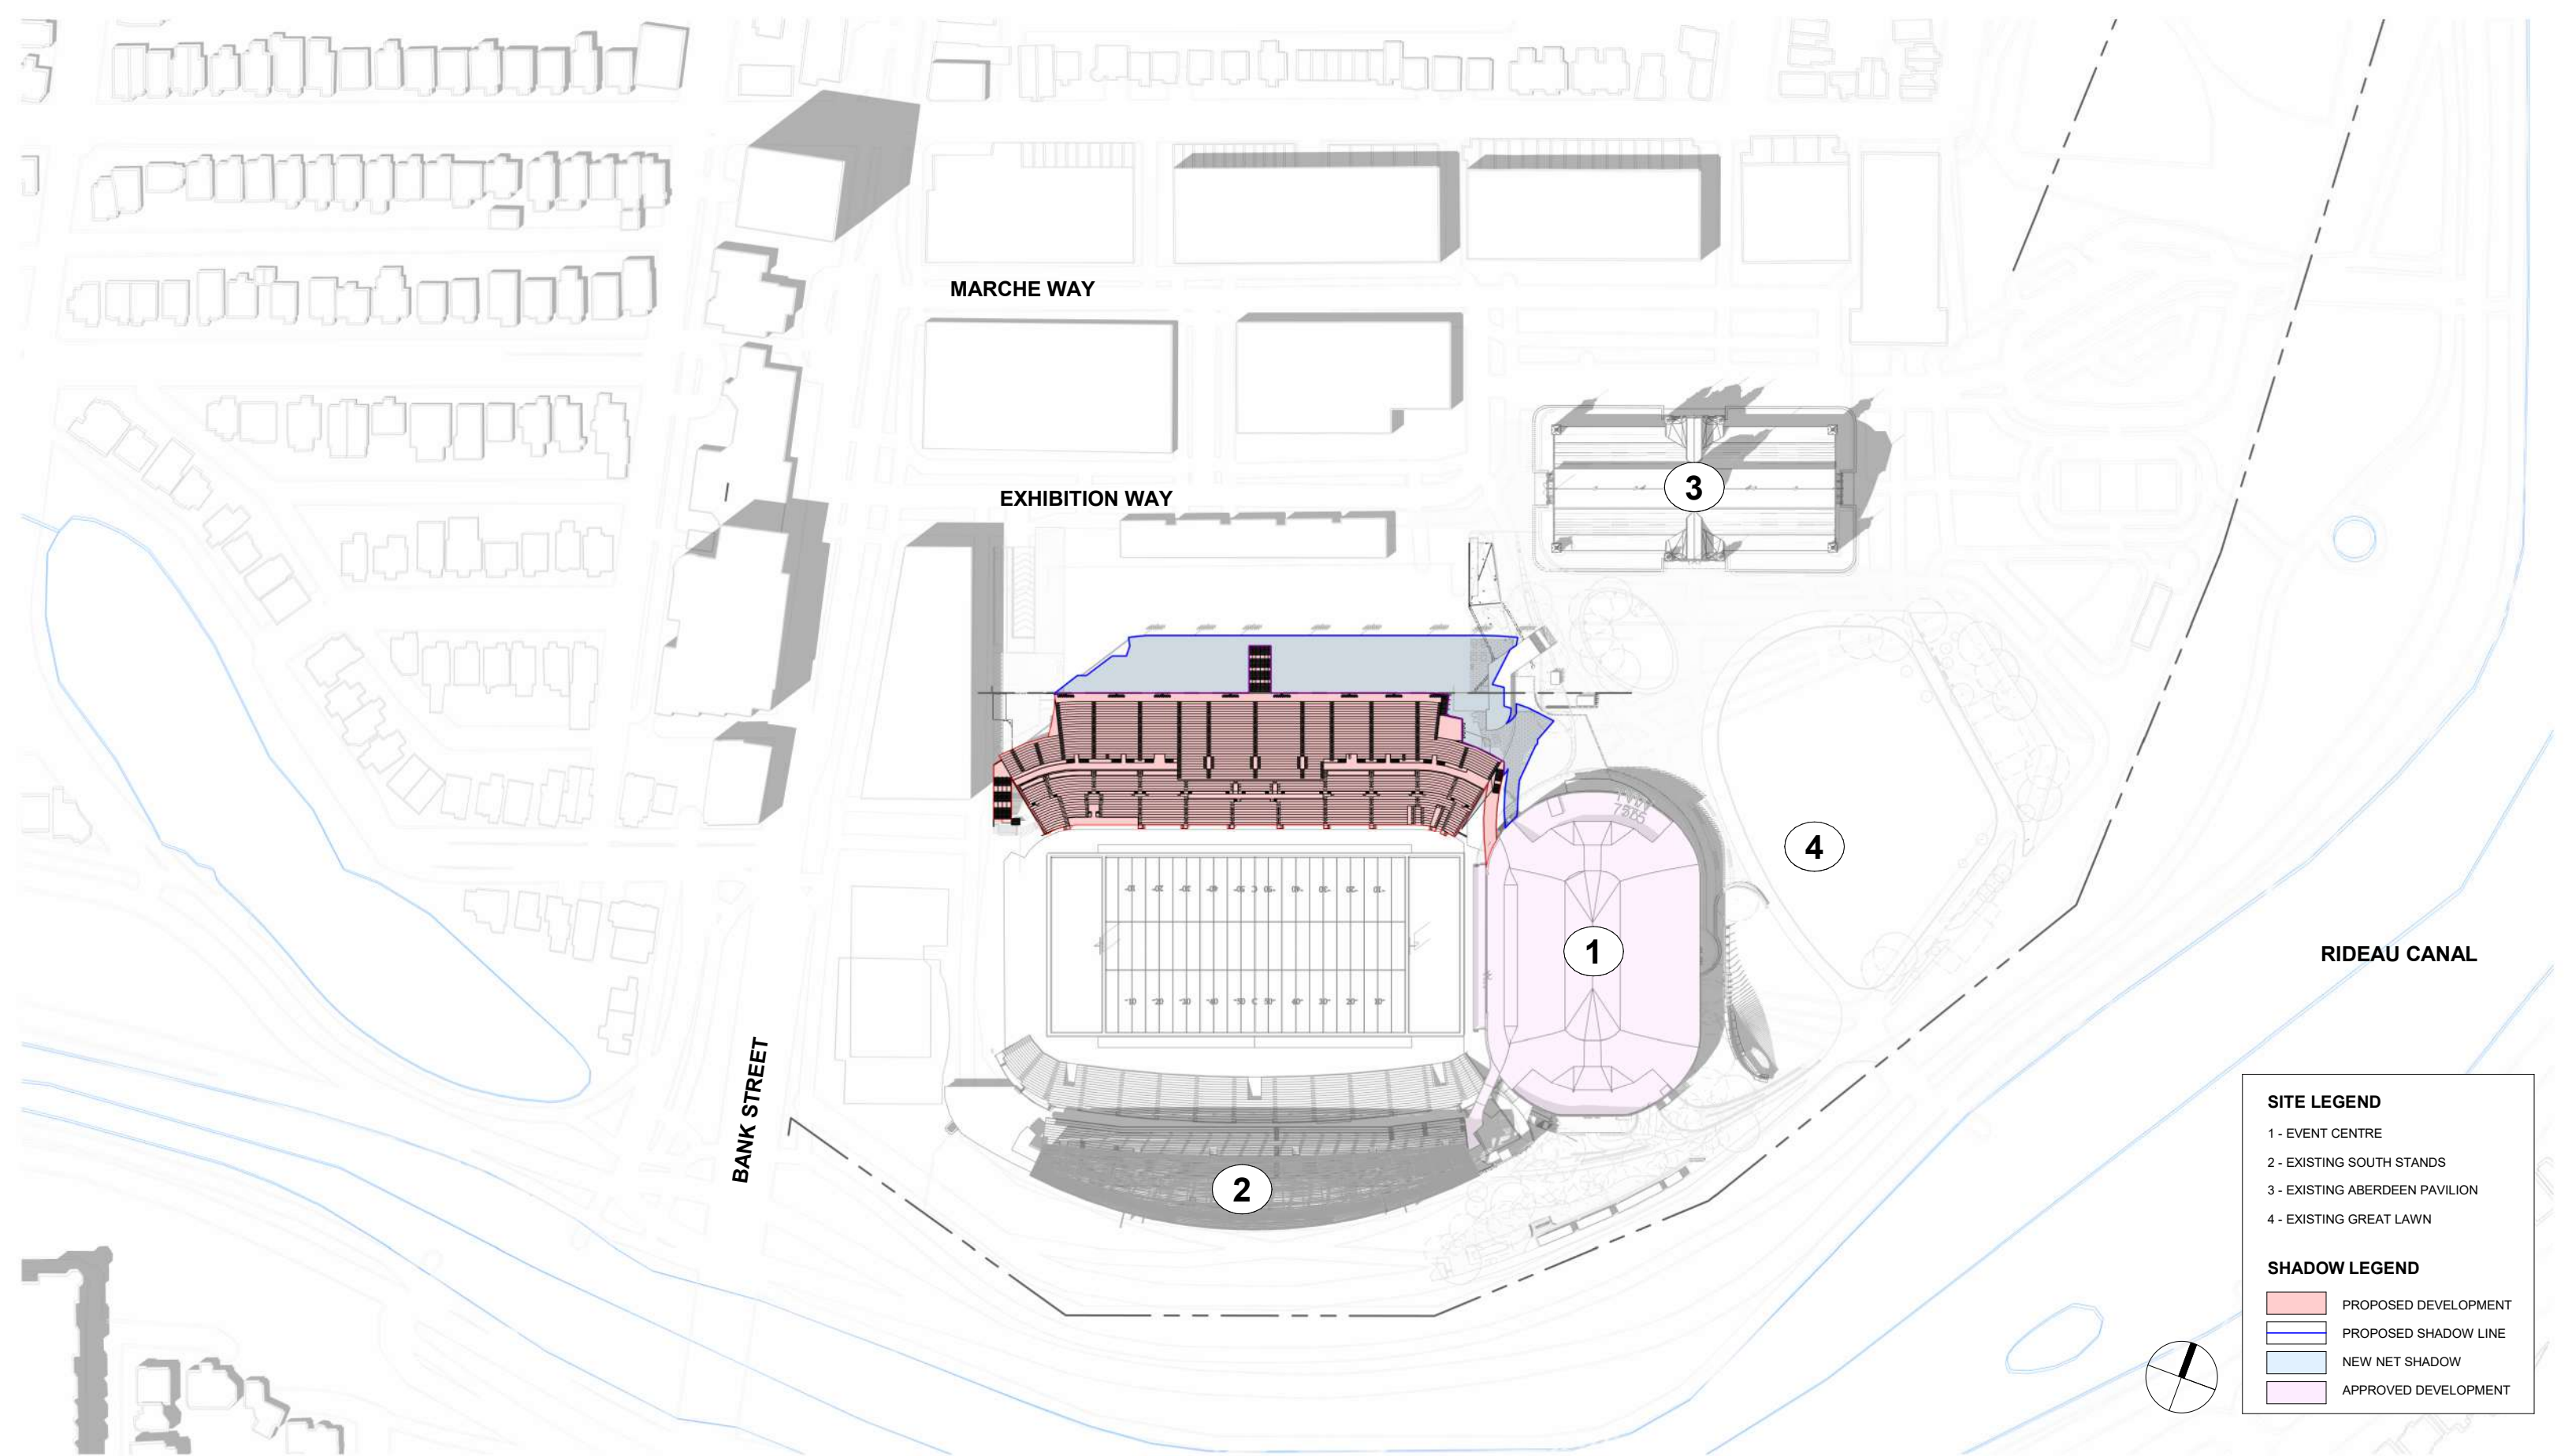 MARCHE WAY
EXHIBITION WAY
3
4
1
RIDEAU CANAL
BANK STREET
2
SITE LEGEND
1 - EVENT CENTRE
2 - EXISTING SOUTH STANDS
3 - EXISTING ABERDEEN PAVILION
4 - EXISTING GREAT LAWN
SHADOW LEGEND
PROPOSED DEVELOPMENT
PROPOSED SHADOW LINE
NEW NET SHADOW
APPROVED DEVELOPMENT